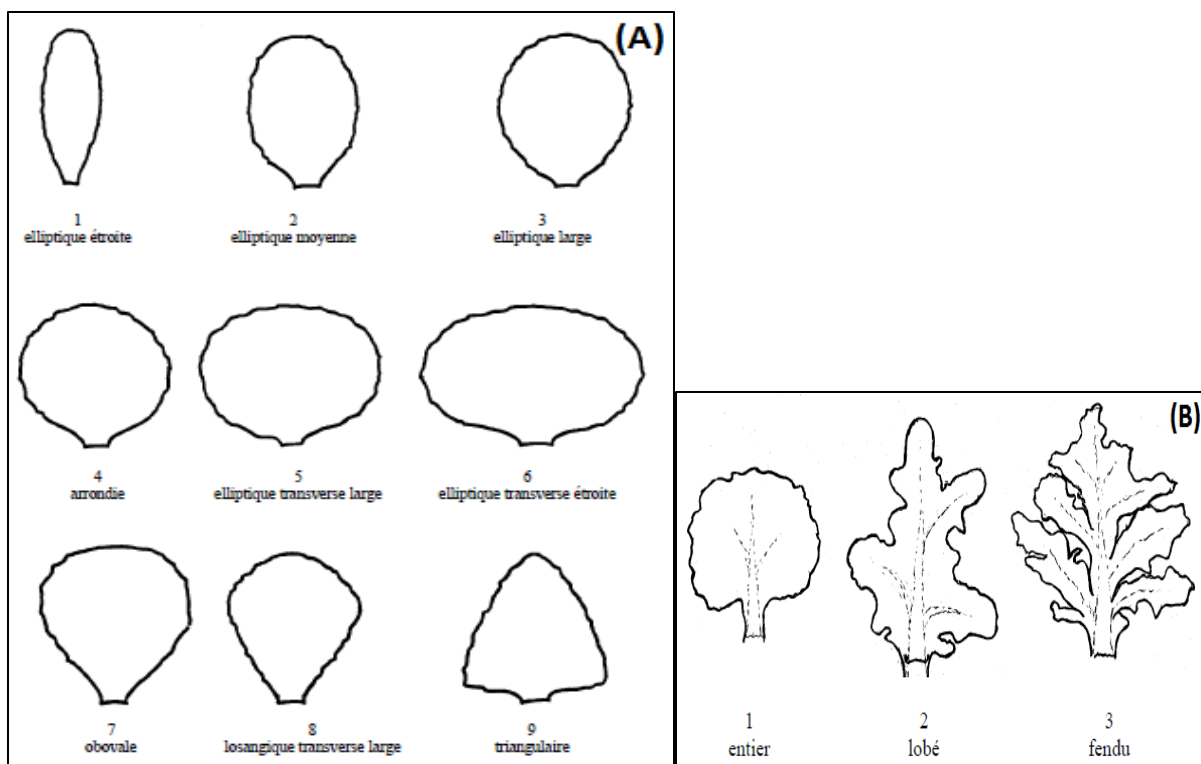 (A)
1 2 3
elliptique étroite elliptique moyenne elliptique large
4 5 6
arrondie elliptique transverse large elliptique transverse étroite
7 8 9
obovale losangique transverse large triangulaire
(B)
1 2 3
entier lobé fendu